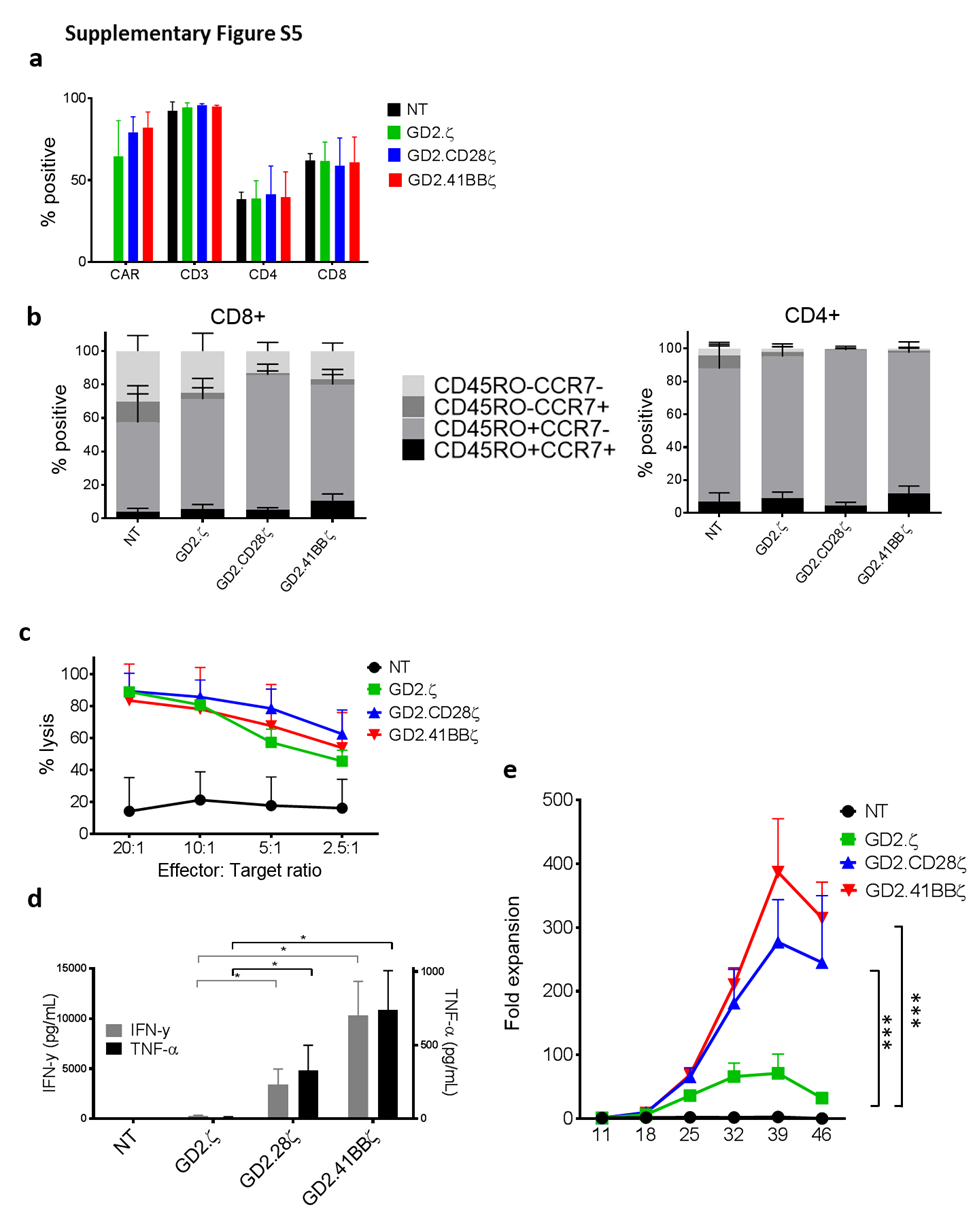 Supplementary Figure S5
a
100
50
0
% positive
CAR
CD3
CD4
CD8
NT
GD2.ζ
GD2.CD28ζ
GD2.41BBζ
b
CD8+
100
80
60
40
20
0
% positive
NT
GD2.ζ
GD2.CD28ζ
GD2.41BBζ
CD45RO-CCR7-
CD45RO-CCR7+
CD45RO+CCR7-
CD45RO+CCR7+
CD4+
100
80
60
40
20
0
% positive
NT
GD2.ζ
GD2.CD28ζ
GD2.41BBζ
c
100
80
60
40
20
0
% lysis
20:1
10:1
5:1
2.5:1
Effector: Target ratio
NT
GD2.ζ
GD2.CD28ζ
GD2.41BBζ
d
*
*
*
*
15000
10000
5000
0
IFN-y (pg/mL)
IFN-y
TNF-α
1000
500
0
TNF-α (pg/mL)
NT
GD2.ζ
GD2.28ζ
GD2.41BBζ
e
500
400
300
200
100
0
Fold expansion
11
18
25
32
39
46
NT
GD2.ζ
GD2.CD28ζ
GD2.41BBζ
***
***